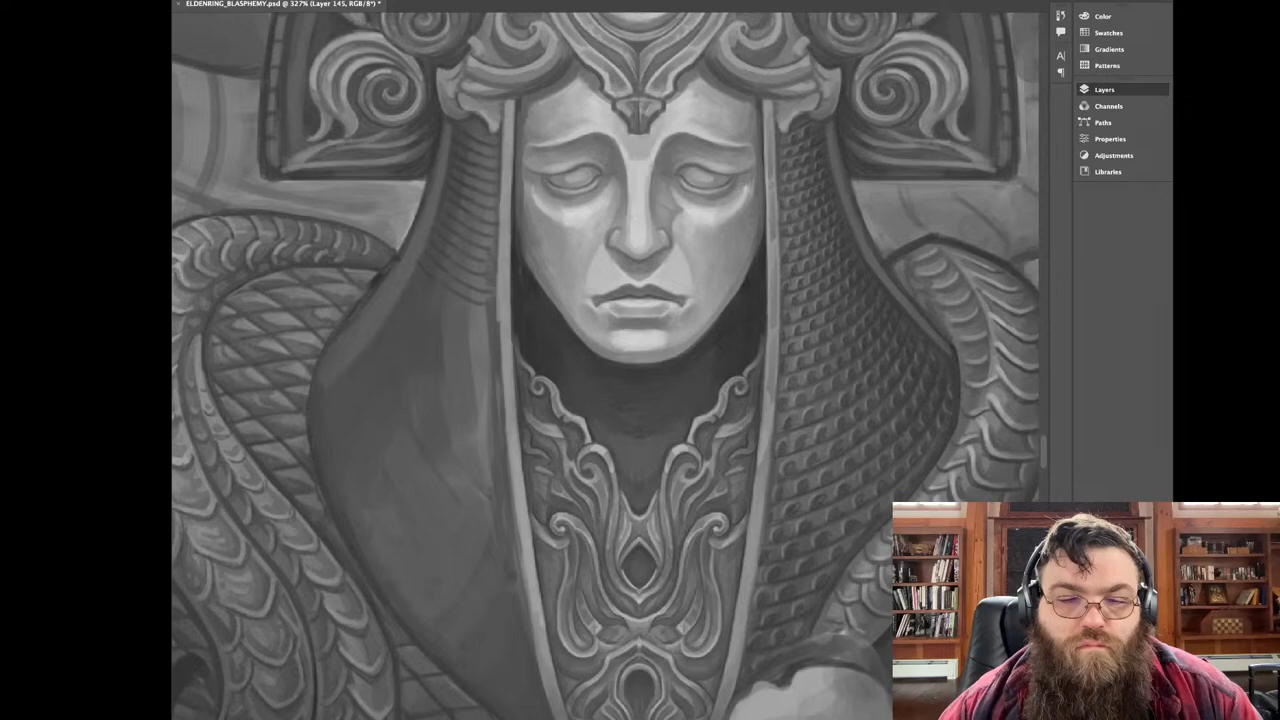 ELDENRING_BLASPHEMY.psd @ 327% (Layer 145, RGB/8*) *
Color
Swatches
Gradients
Patterns
Layers
Channels
Paths
Properties
Adjustments
Libraries